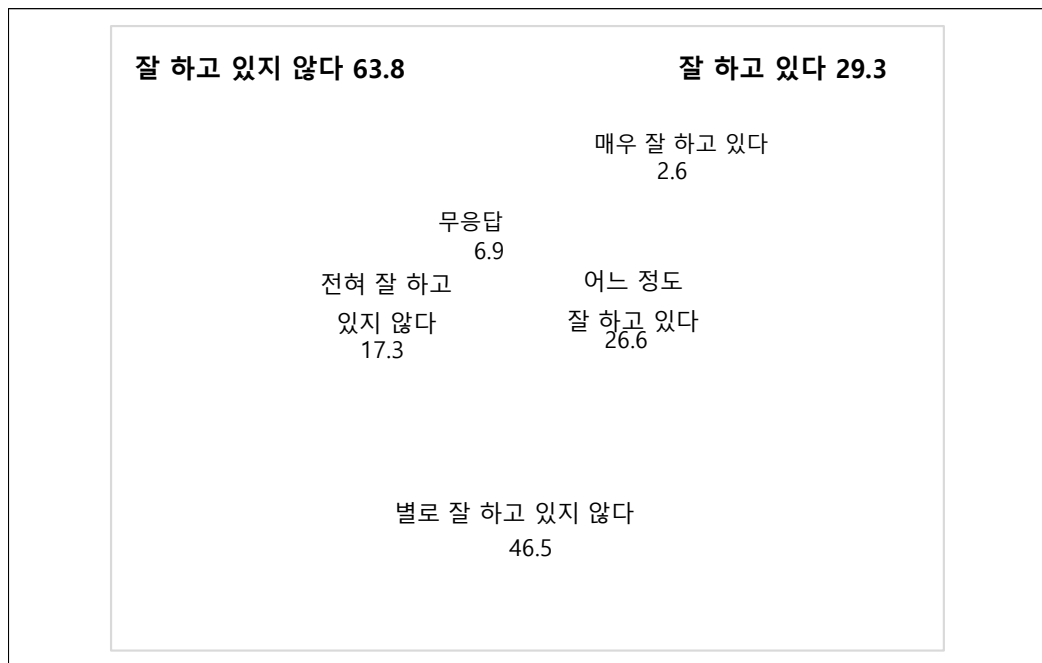 잘 하고 있지 않다 63.8
잘 하고 있다 29.3
매우 잘 하고 있다
2.6
무응답
6.9
전혀 잘 하고
있지 않다
17.3
어느 정도
잘 하고 있다
26.6
별로 잘 하고 있지 않다
46.5